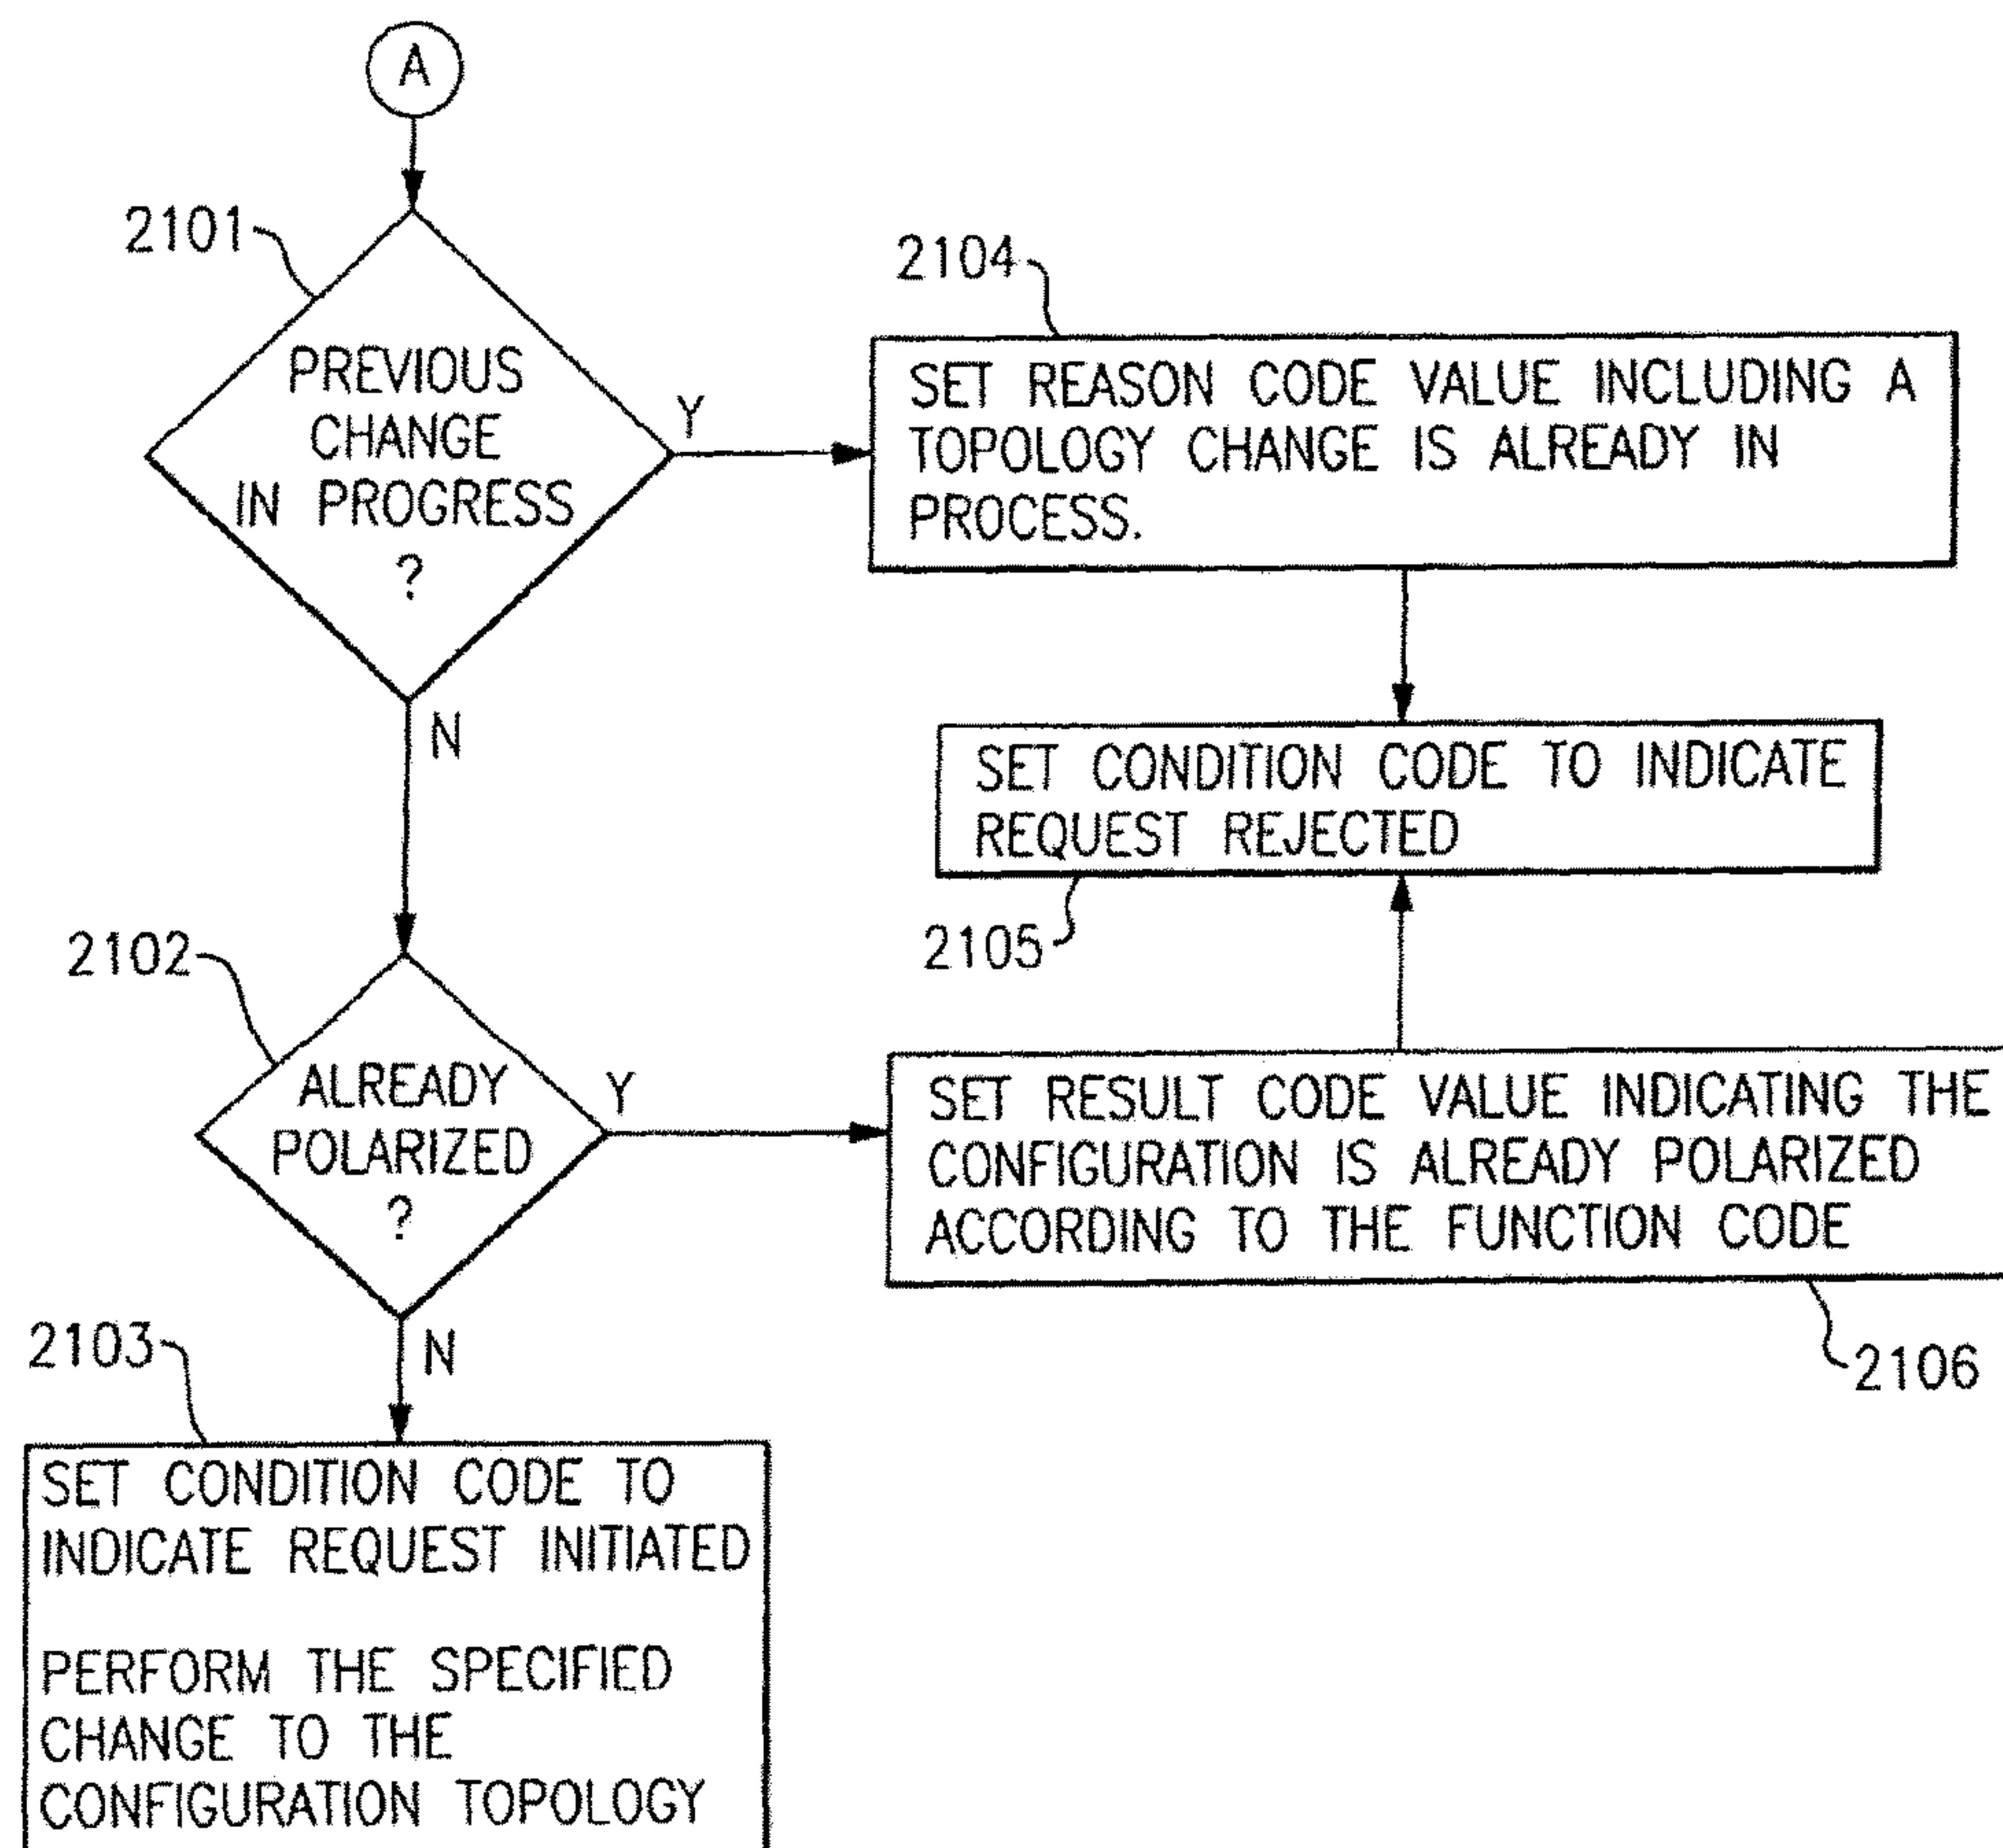 A
2101
PREVIOUS
CHANGE
IN PROGRESS
?
Y
N
2104
SET REASON CODE VALUE INCLUDING A
TOPOLOGY CHANGE IS ALREADY IN
PROCESS.
SET CONDITION CODE TO INDICATE
REQUEST REJECTED
2105
2102
ALREADY
POLARIZED
?
Y
N
SET RESULT CODE VALUE INDICATING THE
CONFIGURATION IS ALREADY POLARIZED
ACCORDING TO THE FUNCTION CODE
2106
2103
SET CONDITION CODE TO
INDICATE REQUEST INITIATED
PERFORM THE SPECIFIED
CHANGE TO THE
CONFIGURATION TOPOLOGY